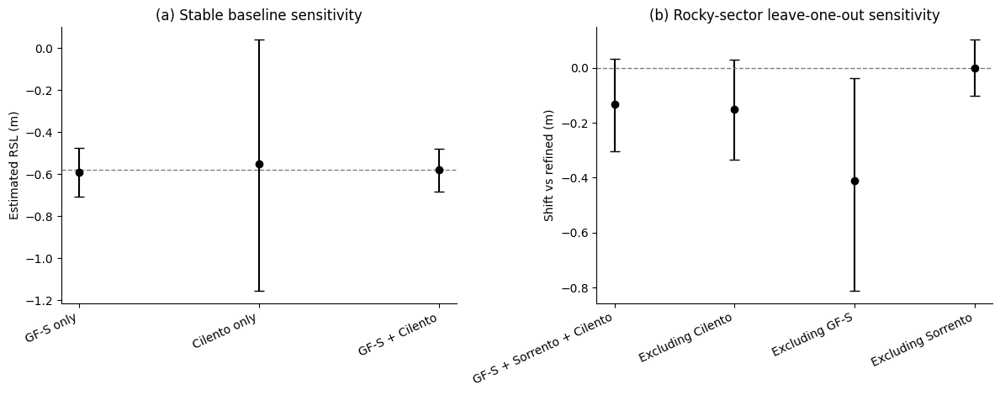 (a) Stable baseline sensitivity
Estimated RSL (m)
0.0
−0.2
−0.4
−0.6
−0.8
−1.0
−1.2
GF-S only
Cilento only
GF-S + Cilento
(b) Rocky-sector leave-one-out sensitivity
Shift vs refined (m)
0.0
−0.2
−0.4
−0.6
−0.8
GF-S + Sorrento + Cilento
Excluding Cilento
Excluding GF-S
Excluding Sorrento